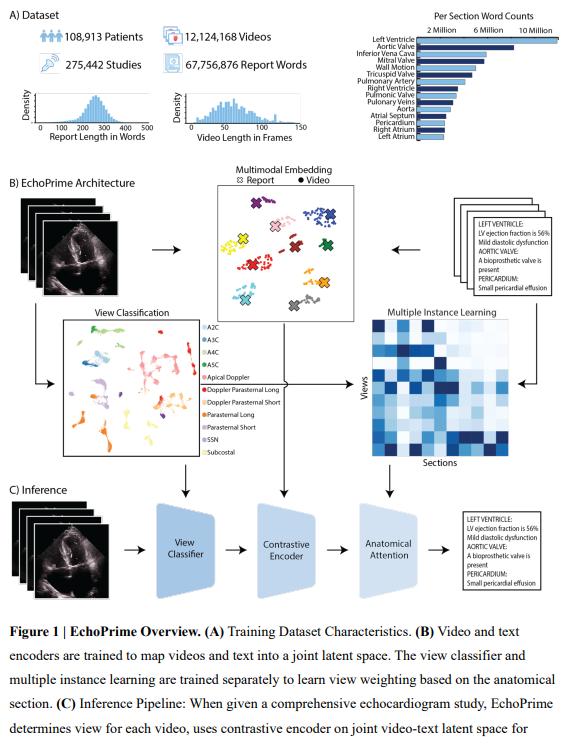 A) Dataset
108,913 Patients
12,124,168 Videos
275,442 Studies
67,756,876 Report Words
Density
0 100 200 300 400 500
Report Length in Words
Density
0 50 100 150
Video Length in Frames
Per Section Word Counts
2 Million 6 Million 10 Million
Left Ventricle
Aortic Valve
Inferior Vena Cava
Mitral Valve
Wall Motion
Tricuspid Valve
Pulmonary Artery
Right Ventricle
Pulmonic Valve
Pulonary Veins
Aorta
Atrial Septum
Pericardium
Right Atrium
Left Atrium
B) EchoPrime Architecture
Multimodal Embedding
Report Video
LEFT VENTRICLE:
LV ejection fraction is 56%
Mild diastolic dysfunction
AORTIC VALVE:
A bioprosthetic valve is
present
PERICARDIUM:
Small pericardial effusion
View Classification
A2C
A3C
A4C
A5C
Apical Doppler
Doppler Parasternal Long
Doppler Parasternal Short
Parasternal Long
Parasternal Short
SSN
Subcostal
Multiple Instance Learning
Views
Sections
C) Inference
View
Classifier
Contrastive
Encoder
Anatomical
Attention
LEFT VENTRICLE:
LV ejection fraction is 56%
Mild diastolic dysfunction
AORTIC VALVE:
A bioprosthetic valve is
present
PERICARDIUM:
Small pericardial effusion
Figure 1 | EchoPrime Overview. (A) Training Dataset Characteristics. (B) Video and text
encoders are trained to map videos and text into a joint latent space. The view classifier and
multiple instance learning are trained separately to learn view weighting based on the anatomical
section. (C) Inference Pipeline: When given a comprehensive echocardiogram study, EchoPrime
determines view for each video, uses contrastive encoder on joint video-text latent space for